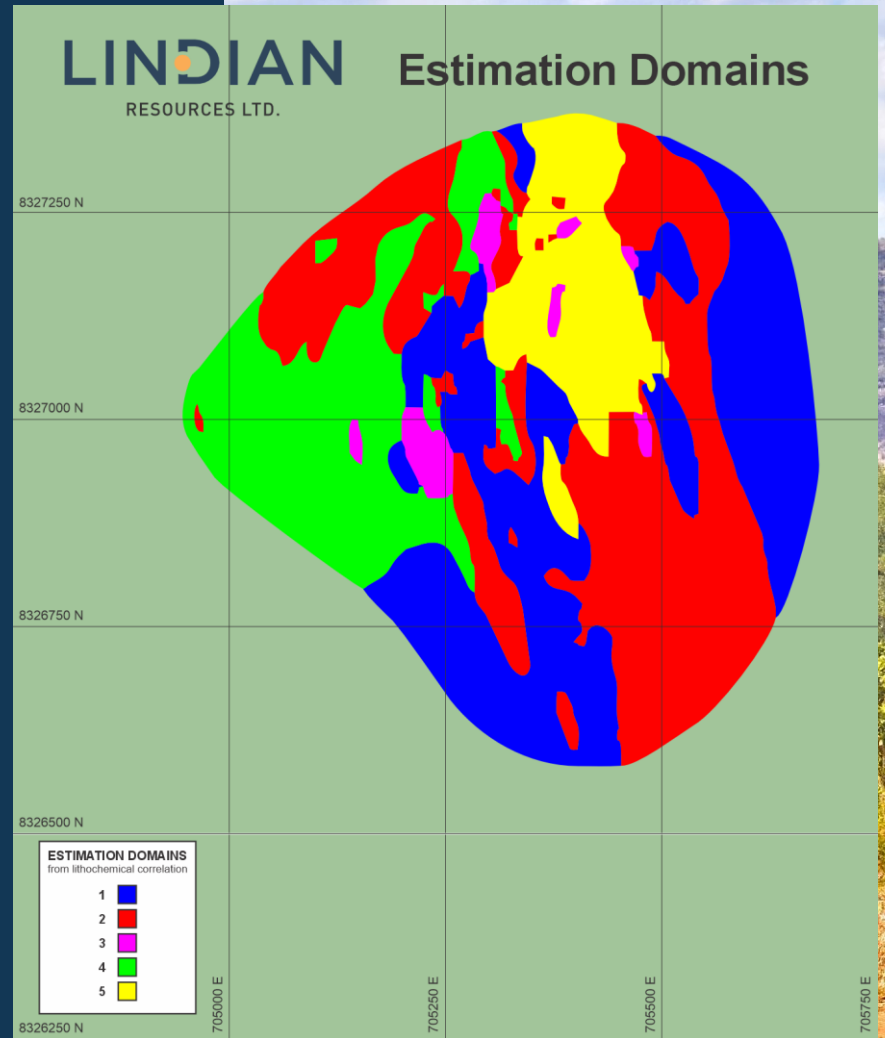 LINDIAN
RESOURCES LTD.
Estimation Domains
8327250 N
8327000 N
8326750 N
8326500 N
ESTIMATION DOMAINS
from lithochemical correlation
1
2
3
4
5
8326250 N
705000 E
705250 E
705500 E
705750 E